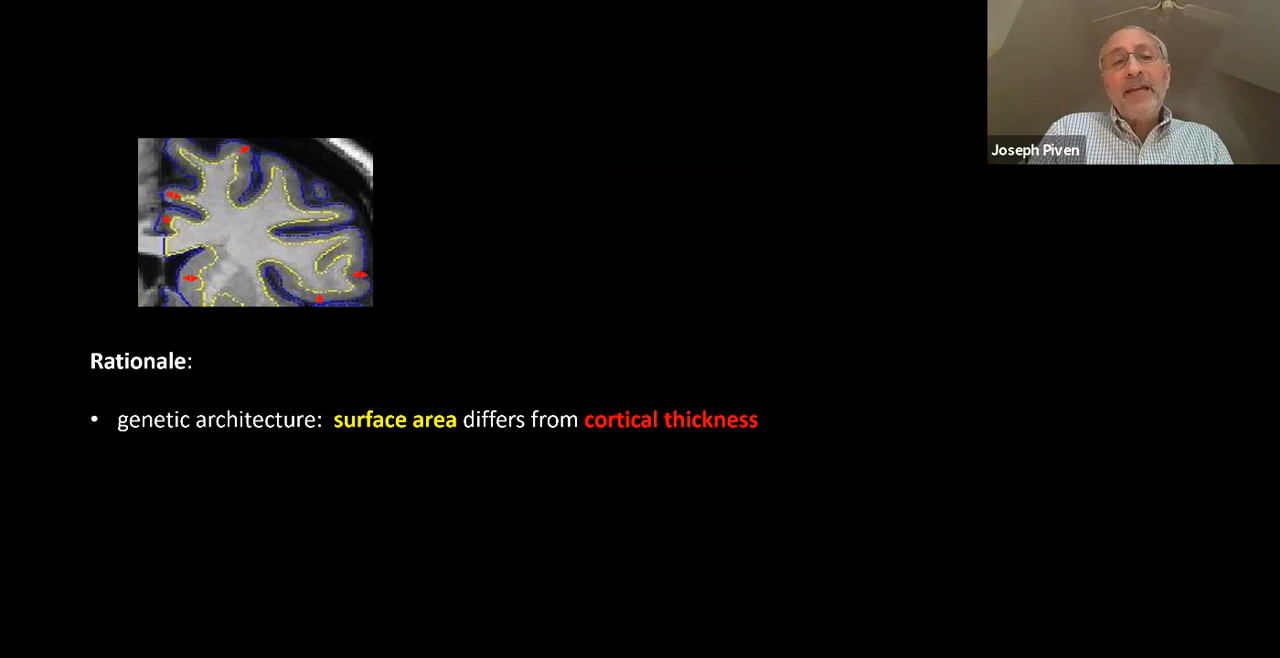 Joseph Piven
Rationale:
• genetic architecture: surface area differs from cortical thickness